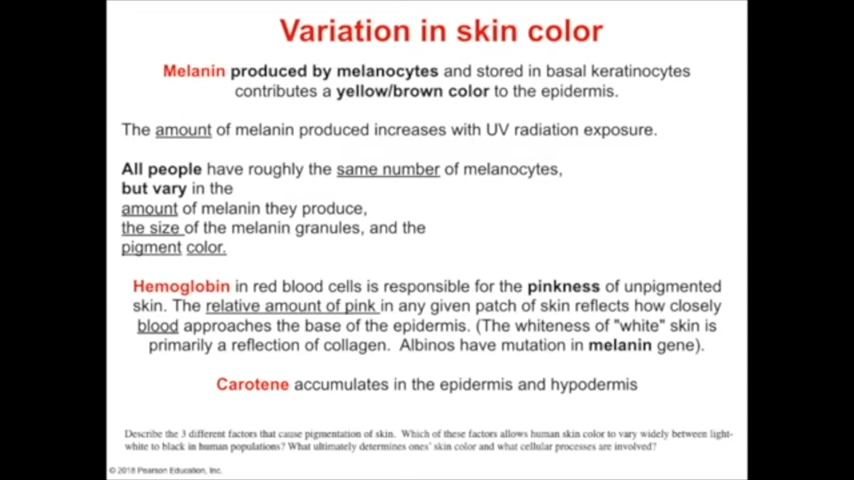 Variation in skin color
Melanin produced by melanocytes and stored in basal keratinocytes
contributes a yellow/brown color to the epidermis.
The amount of melanin produced increases with UV radiation exposure.
All people have roughly the same number of melanocytes,
but vary in the
amount of melanin they produce,
the size of the melanin granules, and the
pigment color.
Hemoglobin in red blood cells is responsible for the pinkness of unpigmented
skin. The relative amount of pink in any given patch of skin reflects how closely
blood approaches the base of the epidermis. (The whiteness of "white" skin is
primarily a reflection of collagen. Albinos have mutation in melanin gene).
Carotene accumulates in the epidermis and hypodermis
Describe the 3 different factors that cause pigmentation of skin. Which of these factors allows human skin color to vary widely between light-
white to black in human populations? What ultimately determines ones' skin color and what cellular processes are involved?
© 2018 Pearson Education, Inc.